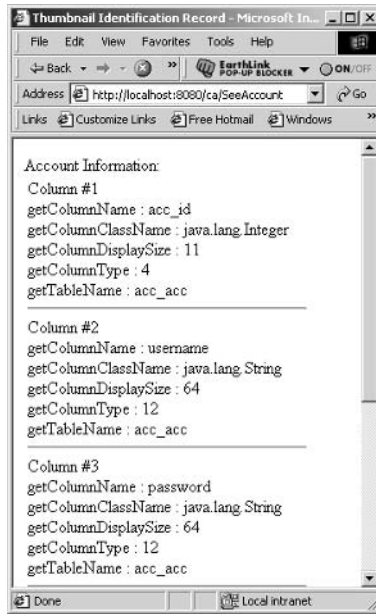 Thumbnail Identification Record - Microsoft In...
File Edit View Favorites Tools Help
Back » EarthLink POP-UP BLOCKER ON/OFF
Address http://localhost:8080/ca/SeeAccount Go
Links Customize Links Free Hotmail Windows »
Account Information:
Column #1
getColumnName : acc_id
getColumnClassName : java.lang.Integer
getColumnDisplaySize : 11
getColumnType : 4
getTableName : acc_acc
Column #2
getColumnName : username
getColumnClassName : java.lang.String
getColumnDisplaySize : 64
getColumnType : 12
getTableName : acc_acc
Column #3
getColumnName : password
getColumnClassName : java.lang.String
getColumnDisplaySize : 64
getColumnType : 12
getTableName : acc_acc
Done Local intranet